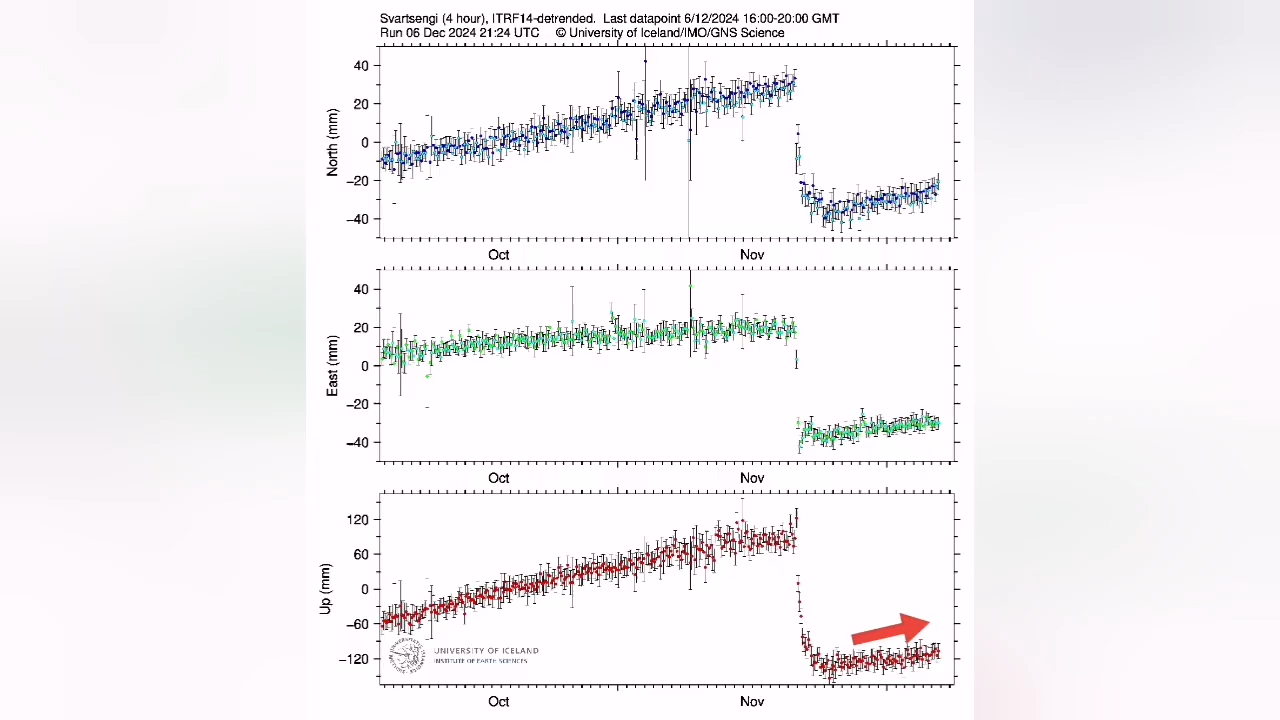 Svartsengi (4 hour), ITRF14-detrended. Last datapoint 6/12/2024 16:00-20:00 GMT
Run 06 Dec 2024 21:24 UTC © University of Iceland/IMO/GNS Science
North (mm)
40
20
0
−20
−40
Oct Nov
East (mm)
40
20
0
−20
−40
Oct Nov
Up (mm)
120
60
0
−60
−120
UNIVERSITY OF ICELAND
INSTITUTE OF EARTH SCIENCES
Oct Nov